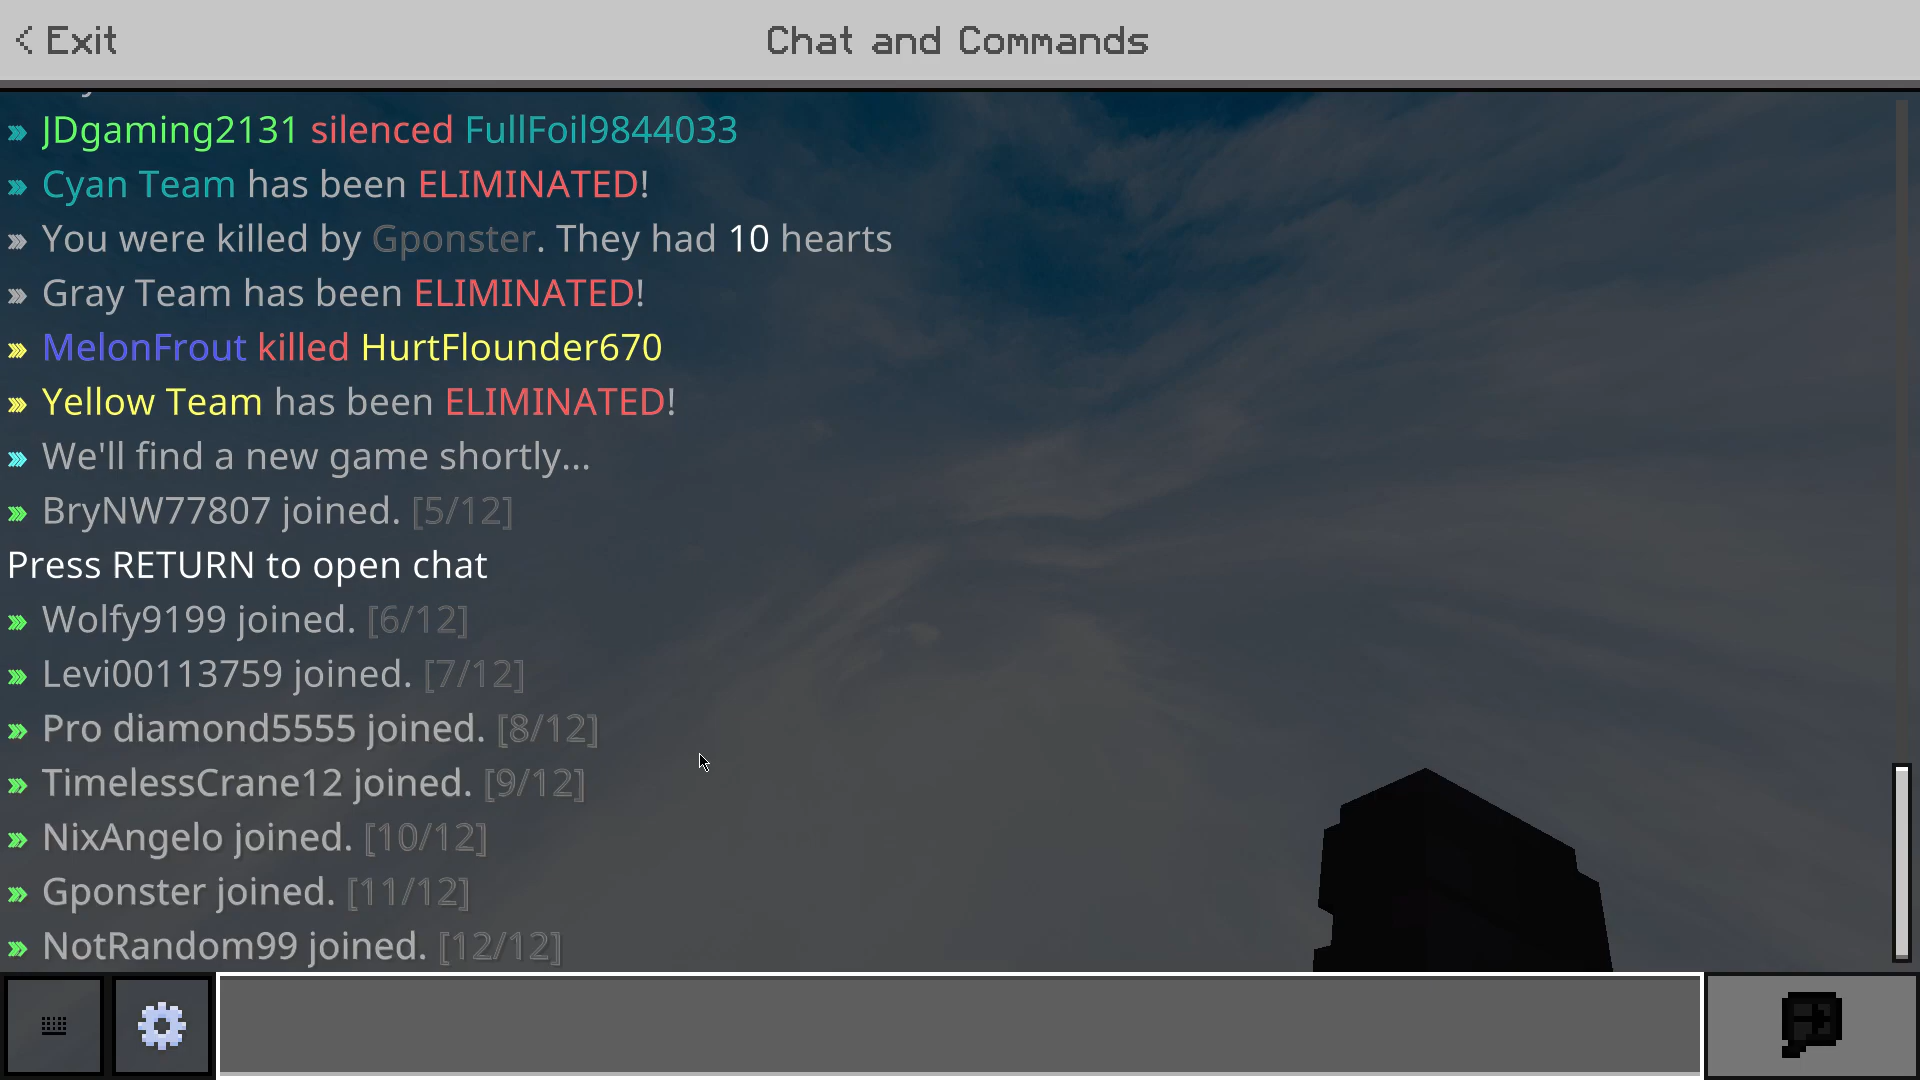 < Exit
Chat and Commands
» JDgaming2131 silenced FullFoil9844033
» Cyan Team has been ELIMINATED!
» You were killed by Gponster. They had 10 hearts
» Gray Team has been ELIMINATED!
» MelonFrout killed HurtFlounder670
» Yellow Team has been ELIMINATED!
» We'll find a new game shortly...
» BryNW77807 joined. [5/12]
Press RETURN to open chat
» Wolfy9199 joined. [6/12]
» Levi00113759 joined. [7/12]
» Pro diamond5555 joined. [8/12]
» TimelessCrane12 joined. [9/12]
» NixAngelo joined. [10/12]
» Gponster joined. [11/12]
» NotRandom99 joined. [12/12]